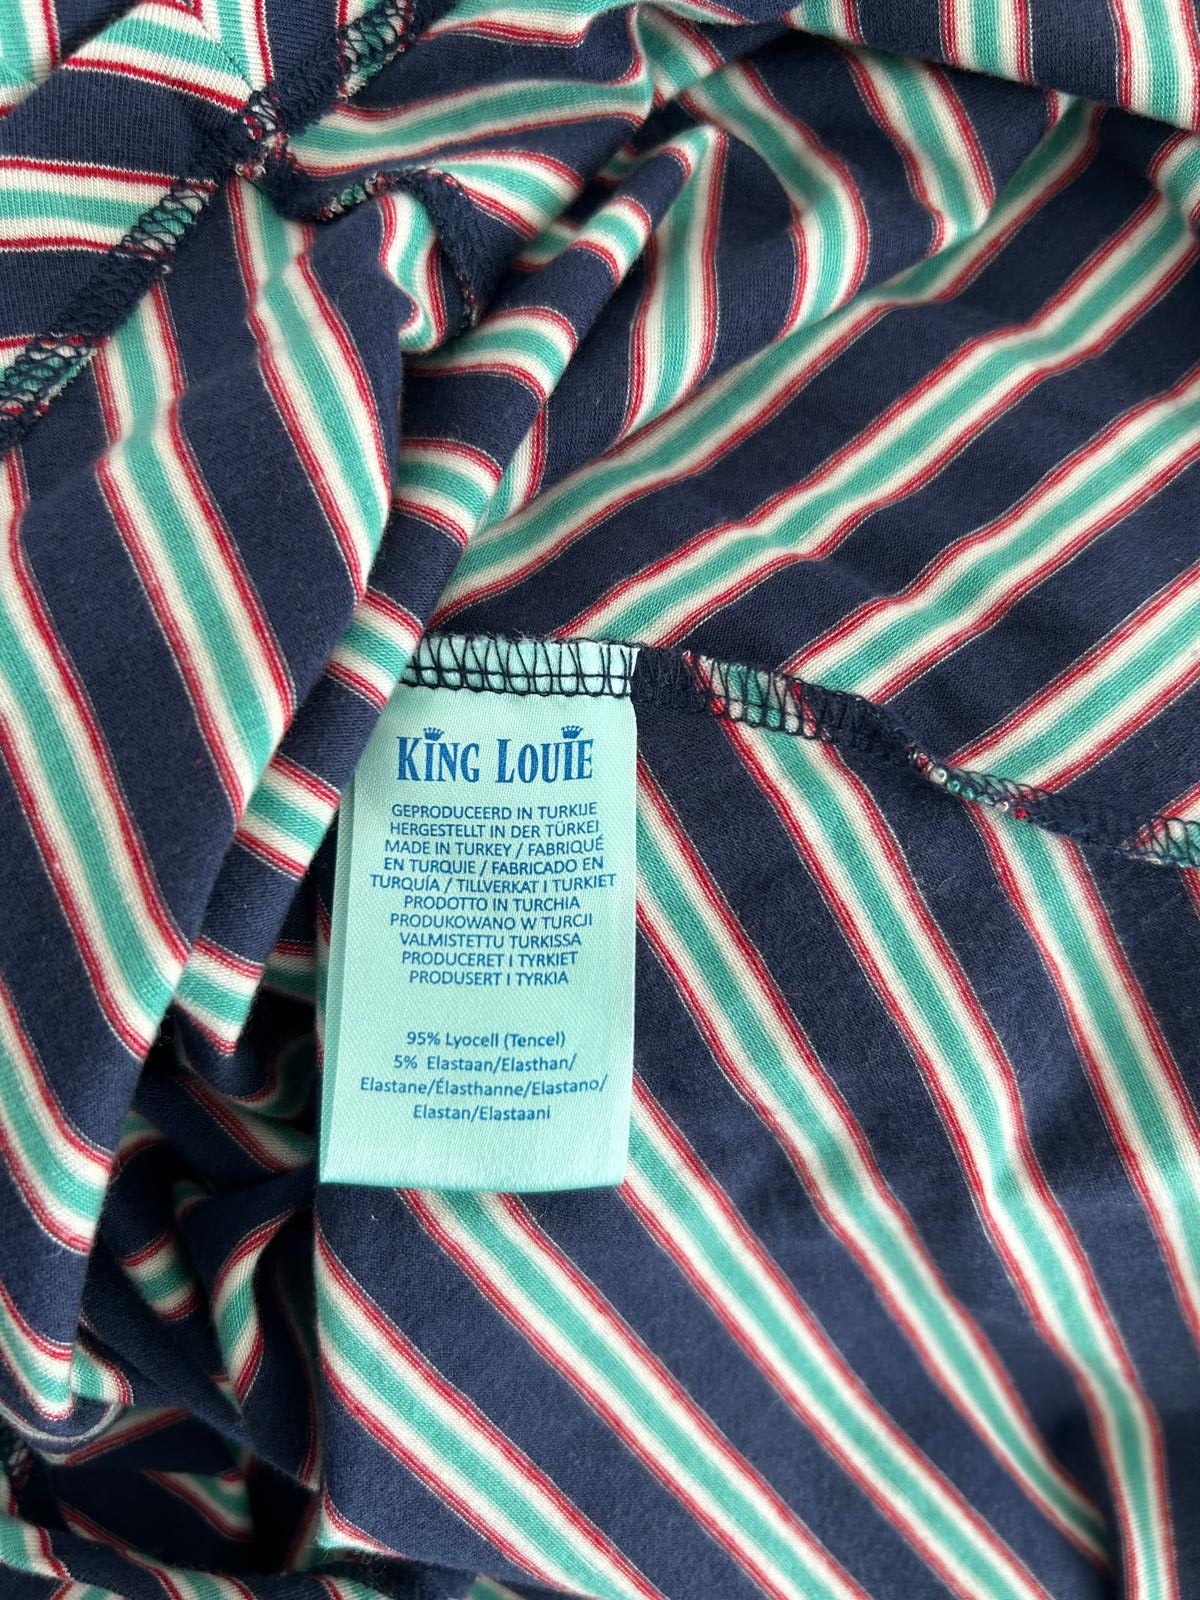 KING LOUIE
GEPRODUCEERD IN TURKIJE
HERGESTELLT IN DER TÜRKEI
MADE IN TURKEY / FABRIQUÉ
EN TURQUIE / FABRICADO EN
TURQUÍA / TILLVERKAT I TURKIET
PRODOTTO IN TURCHIA
PRODUKOWANO W TURCJI
VALMISTETTU TURKISSA
PRODUCERET I TYRKIET
PRODUSERT I TYRKIA
95% Lyocell (Tencel)
5% Elastaan/Elasthan/
Elastane/Élasthanne/Elastano/
Elastan/Elastaani